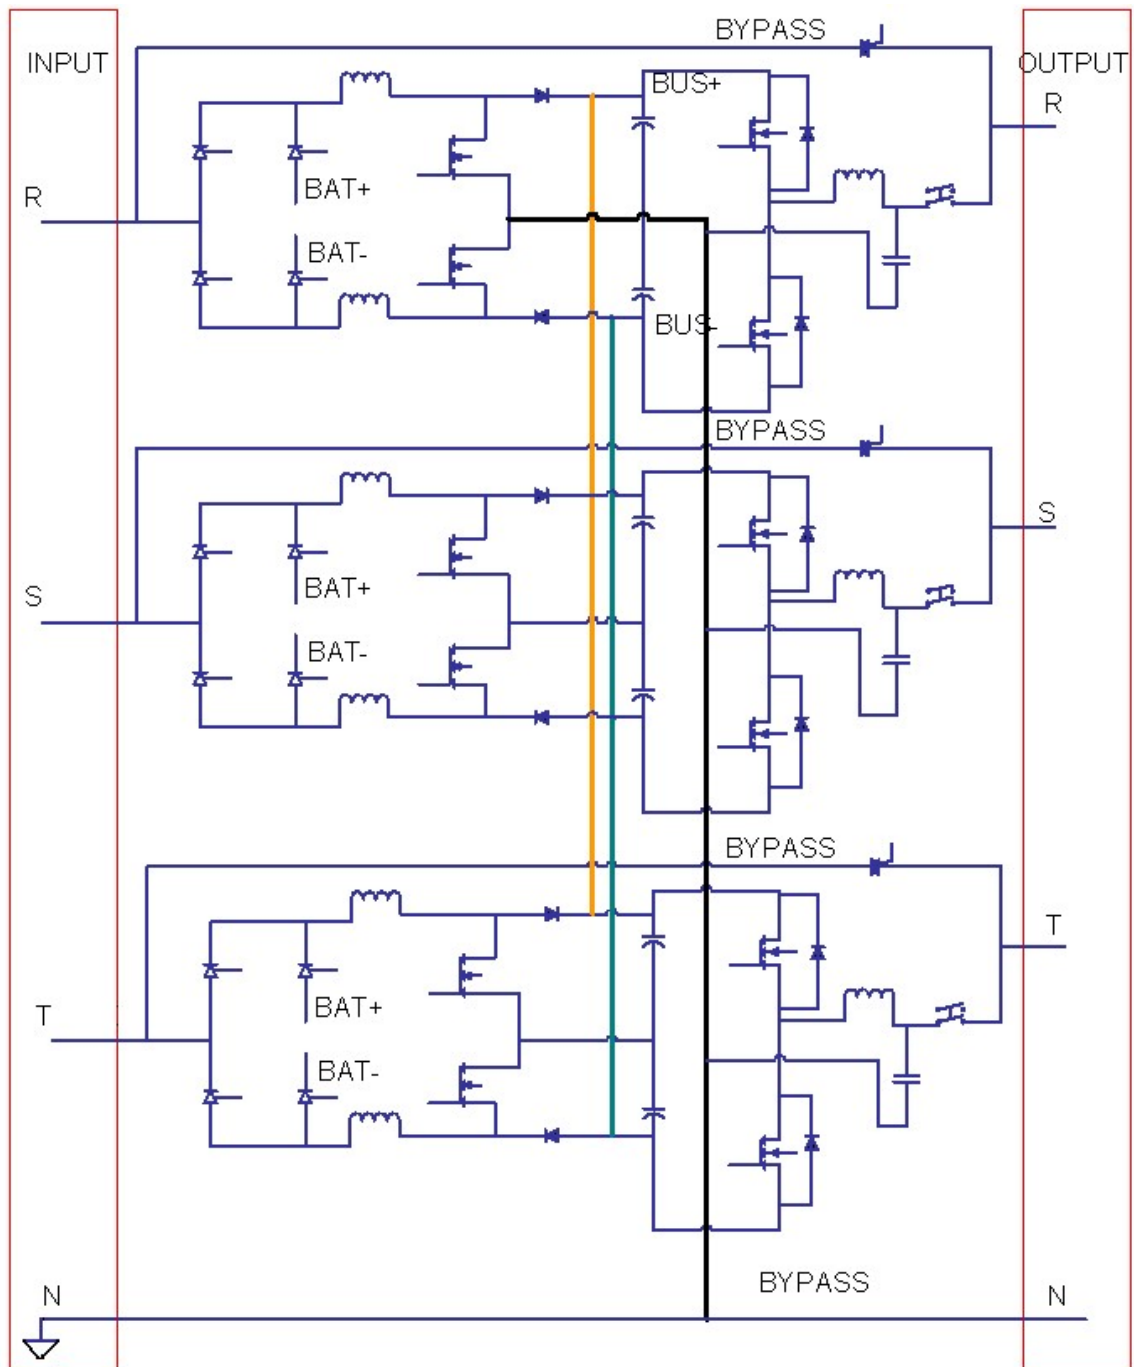 BYPASS
INPUT
OUTPUT
BUS+
R
BAT+
R
BAT-
BUS-
BYPASS
S
BAT+
S
BAT-
BYPASS
T
BAT+
T
BAT-
BYPASS
N
N